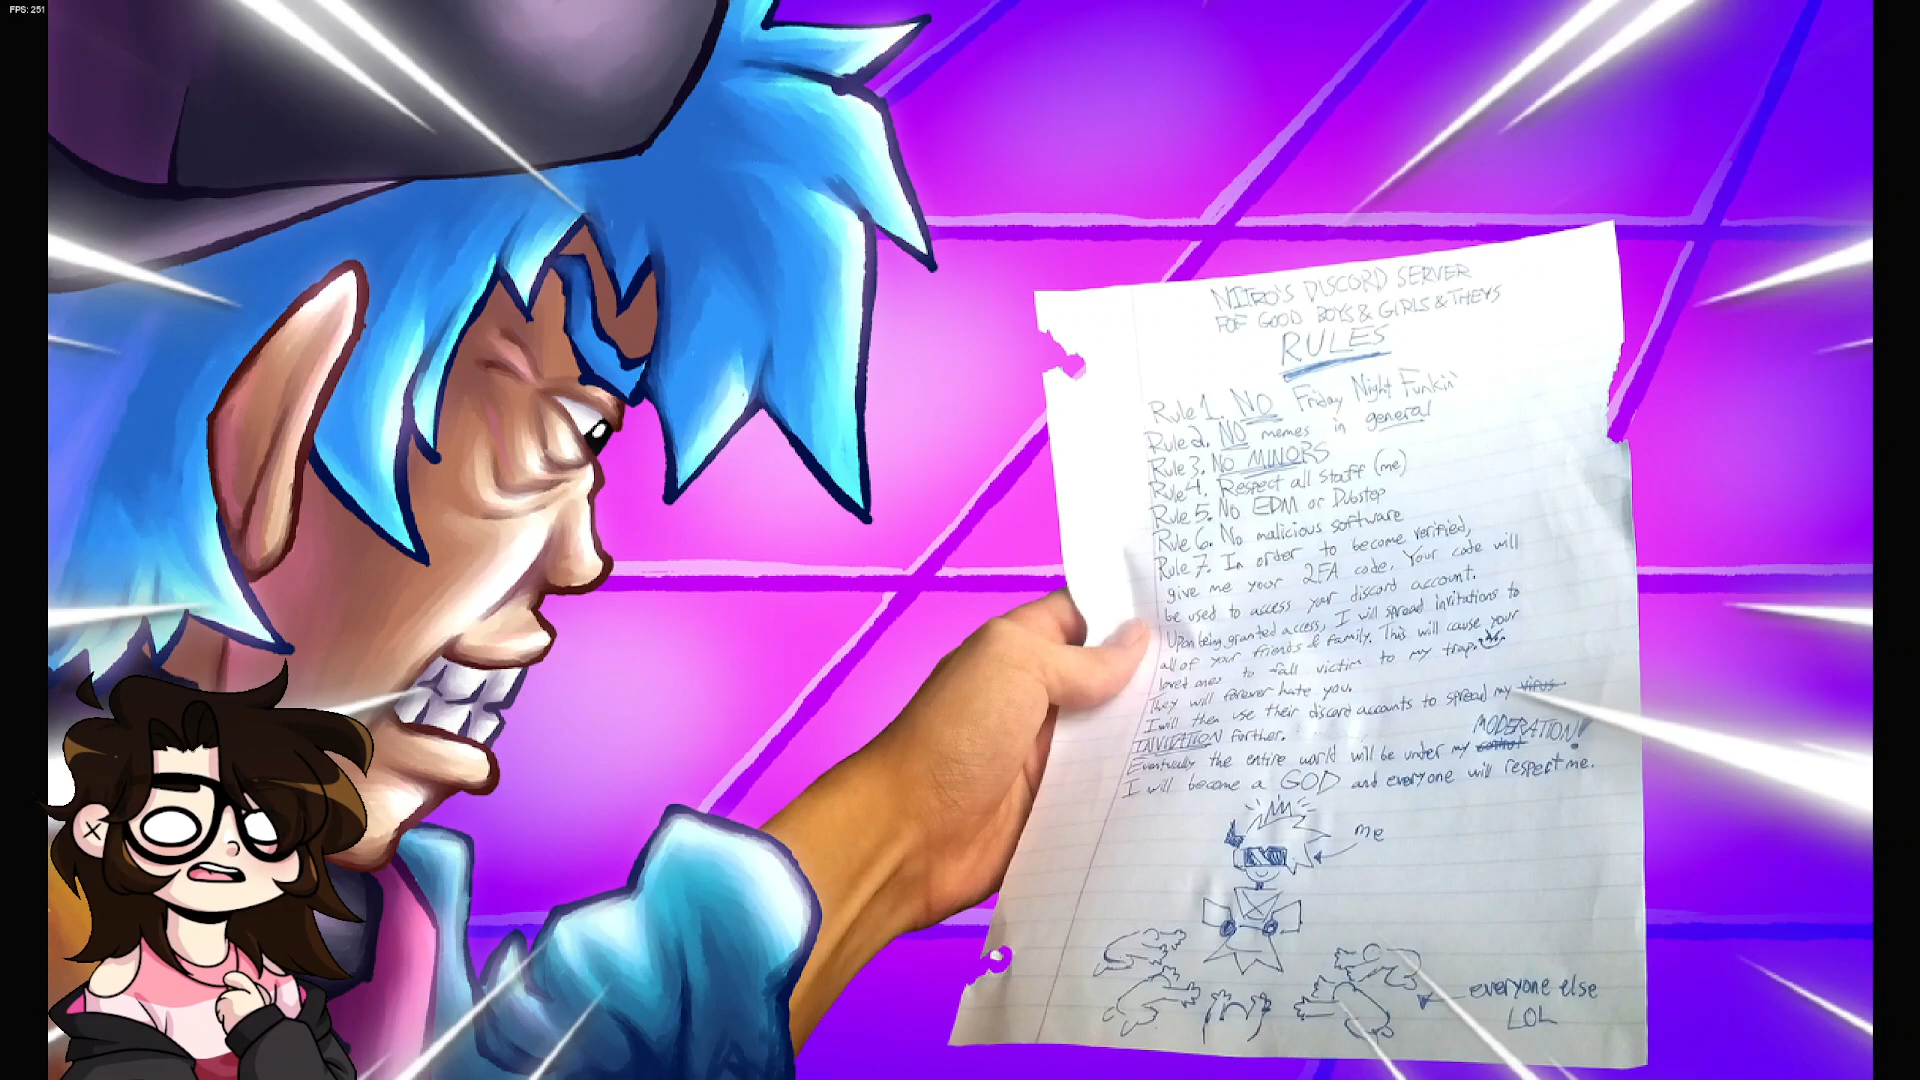 FPS: 251
NITRO'S DISCORD SERVER
FOR GOOD BOYS & GIRLS & THEYS
RULES
Rule 1. NO Friday Night Funkin'
Rule 2. NO memes in general
Rule 3. NO MINORS
Rule 4. Respect all staff (me)
Rule 5. No EDM or Dubstep
Rule 6. No malicious software
Rule 7. In order to become verified,
give me your 2FA code. Your code will
be used to access your discord account.
Upon being granted access, I will spread invitations to
all of your friends & family. This will cause your
loved ones to fall victim to my trap.
They will forever hate you.
I will then use their discord accounts to spread my virus
INVITATION further.
MODERATION!
Eventually the entire world will be under my control
I will become a GOD and everyone will respect me.
me
everyone else
LOL